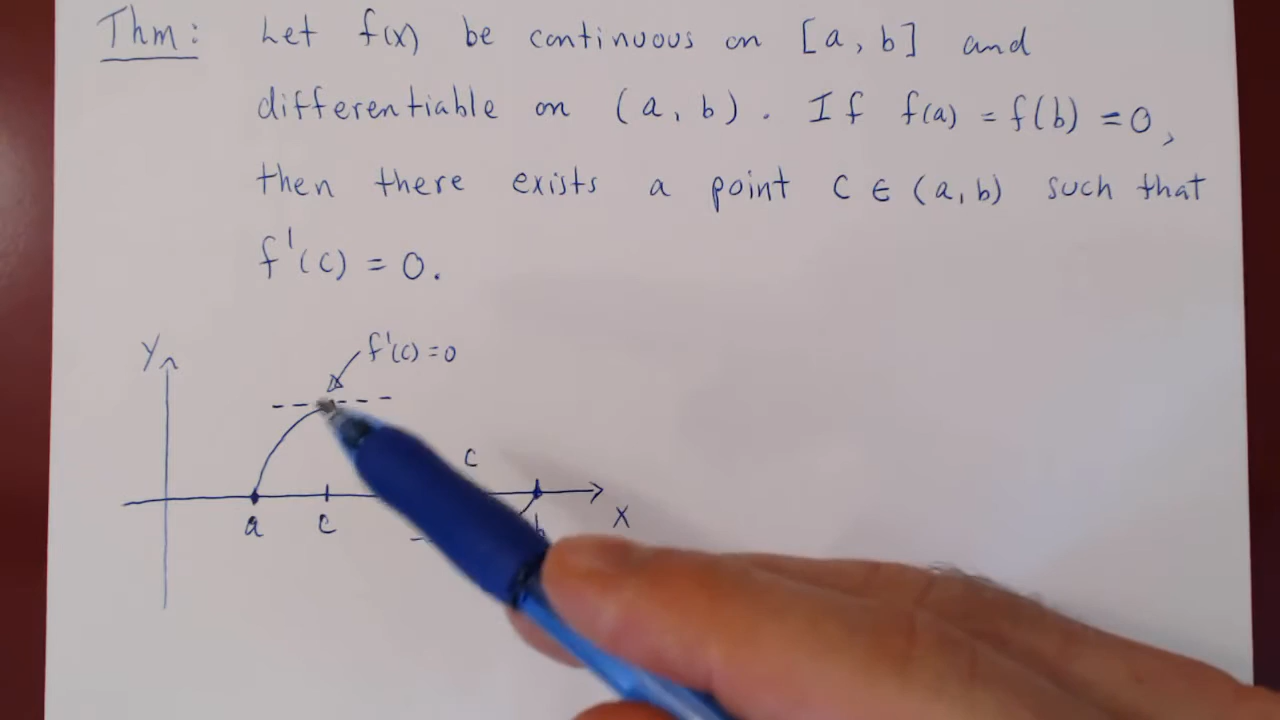 Thm: Let f(x) be continuous on [a, b] and
differentiable on (a, b). If f(a) = f(b) = 0,
then there exists a point c ∈ (a, b) such that
f'(c) = 0.
y
f'(c) = 0
c
a c b
x